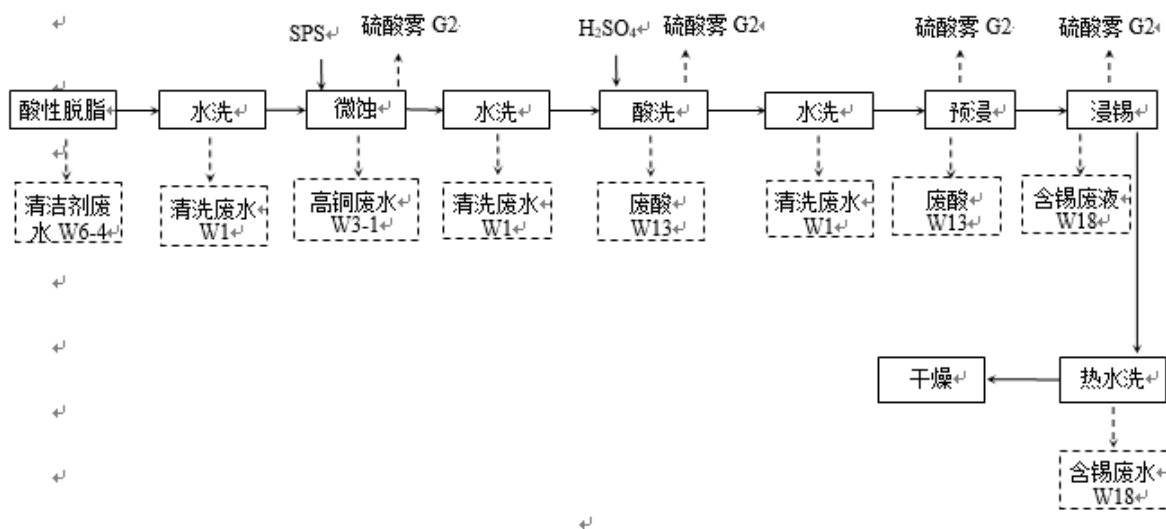 SPS
硫酸雾 G2
H₂SO₄
硫酸雾 G2
硫酸雾 G2
硫酸雾 G2
酸性脱脂
水洗
微蚀
水洗
酸洗
水洗
预浸
浸锡
清洁剂废
水 W6-4
清洗废水
W1
高铜废水
W3-1
清洗废水
W1
废酸
W13
清洗废水
W1
废酸
W13
含锡废液
W18
干燥
热水洗
含锡废水
W18